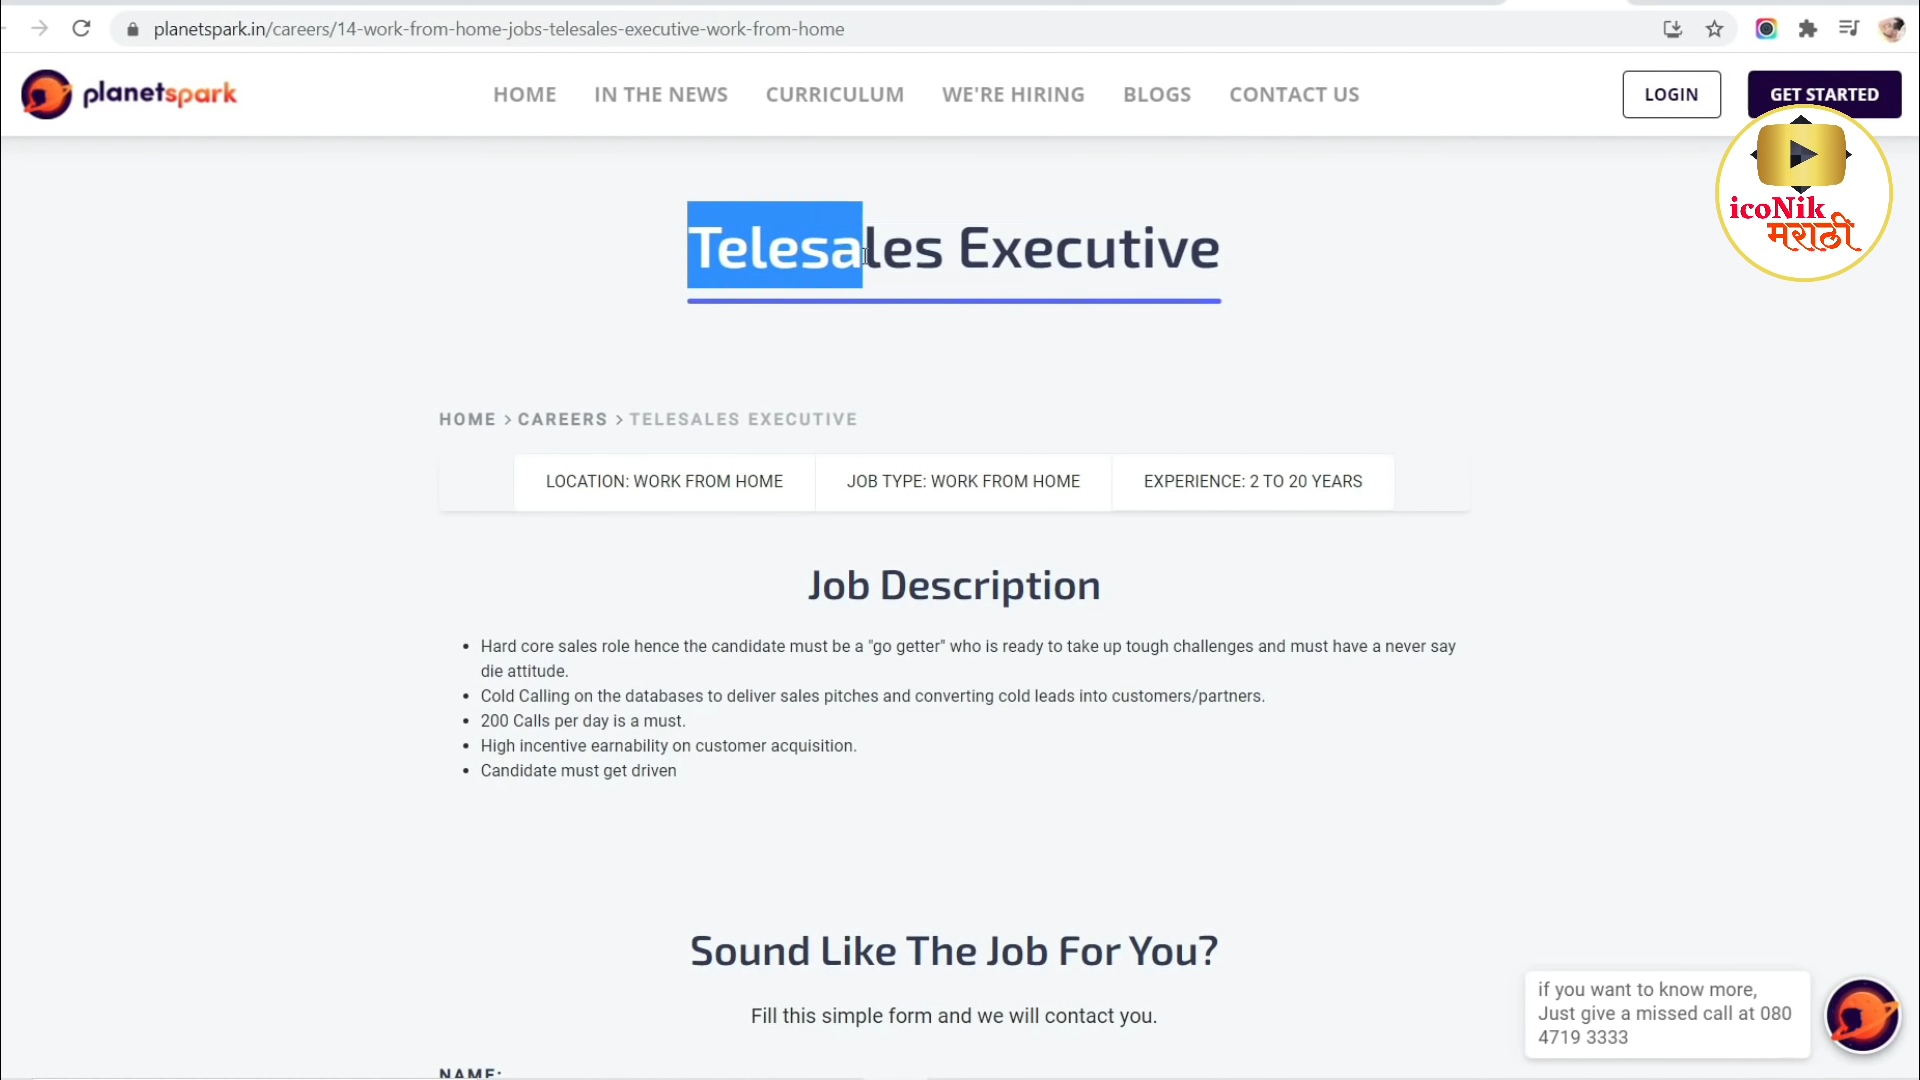 planetspark.in/careers/14-work-from-home-jobs-telesales-executive-work-from-home
planetspark
HOME
IN THE NEWS
CURRICULUM
WE'RE HIRING
BLOGS
CONTACT US
LOGIN
GET STARTED
icoNik
मराठी
Telesales Executive
HOME > CAREERS > TELESALES EXECUTIVE
LOCATION: WORK FROM HOME
JOB TYPE: WORK FROM HOME
EXPERIENCE: 2 TO 20 YEARS
Job Description
• Hard core sales role hence the candidate must be a "go getter" who is ready to take up tough challenges and must have a never say
die attitude.
• Cold Calling on the databases to deliver sales pitches and converting cold leads into customers/partners.
• 200 Calls per day is a must.
• High incentive earnability on customer acquisition.
• Candidate must get driven
Sound Like The Job For You?
Fill this simple form and we will contact you.
if you want to know more,
Just give a missed call at 080
4719 3333
NAME: